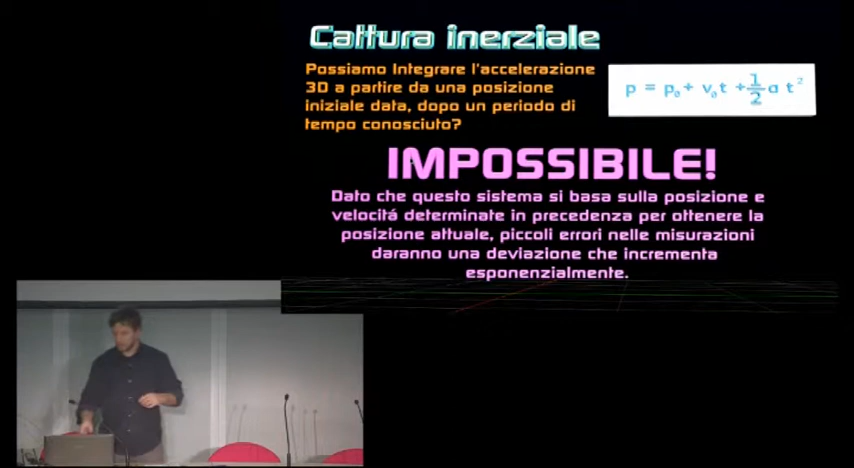 Cattura inerziale
Possiamo Integrare l'accelerazione
3D a partire da una posizione
iniziale data, dopo un periodo di
tempo conosciuto?
p = p₀ + v₀t + 1/2 a t²
IMPOSSIBILE!
Dato che questo sistema si basa sulla posizione e
velocitá determinate in precedenza per ottenere la
posizione attuale, piccoli errori nelle misurazioni
daranno una deviazione che incrementa
esponenzialmente.